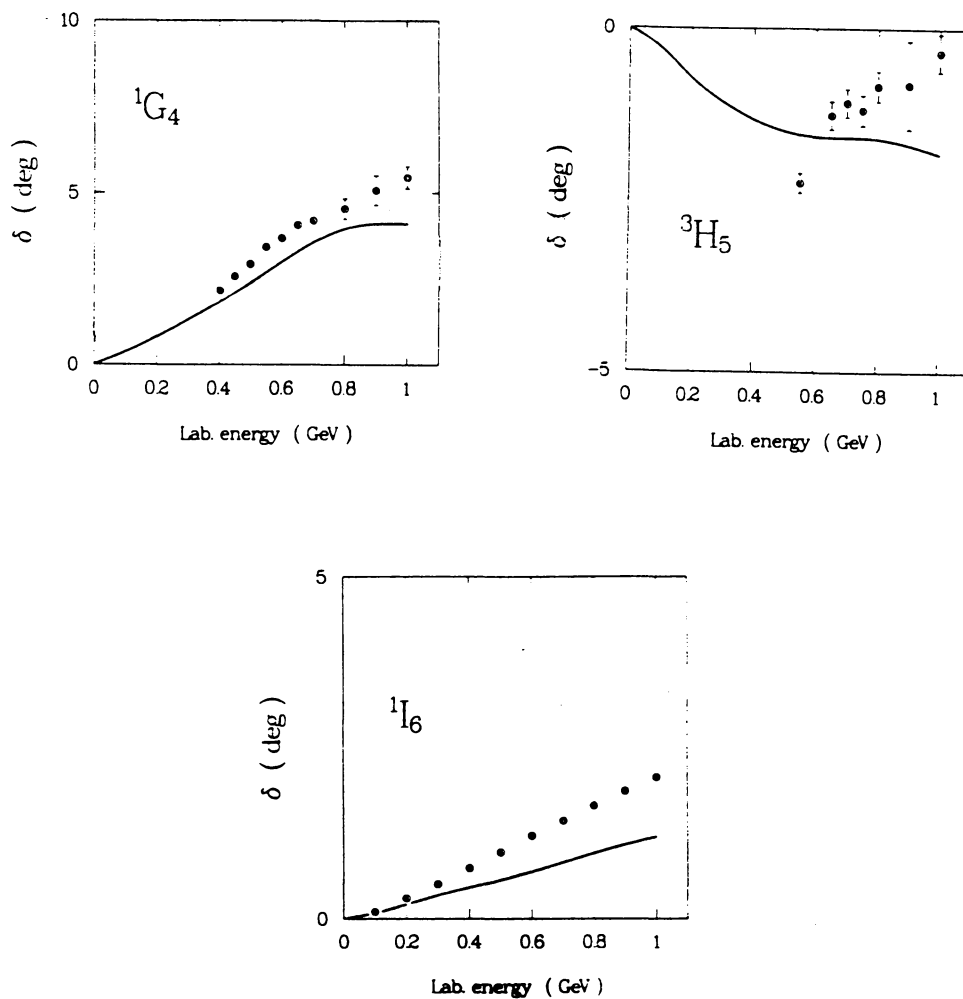 10
¹G₄
δ ( deg )
5
0
0 0.2 0.4 0.6 0.8 1
Lab. energy ( GeV )
0
δ ( deg )
³H₅
-5
0 0.2 0.4 0.6 0.8 1
Lab. energy ( GeV )
5
¹I₆
δ ( deg )
0
0 0.2 0.4 0.6 0.8 1
Lab. energy ( GeV )